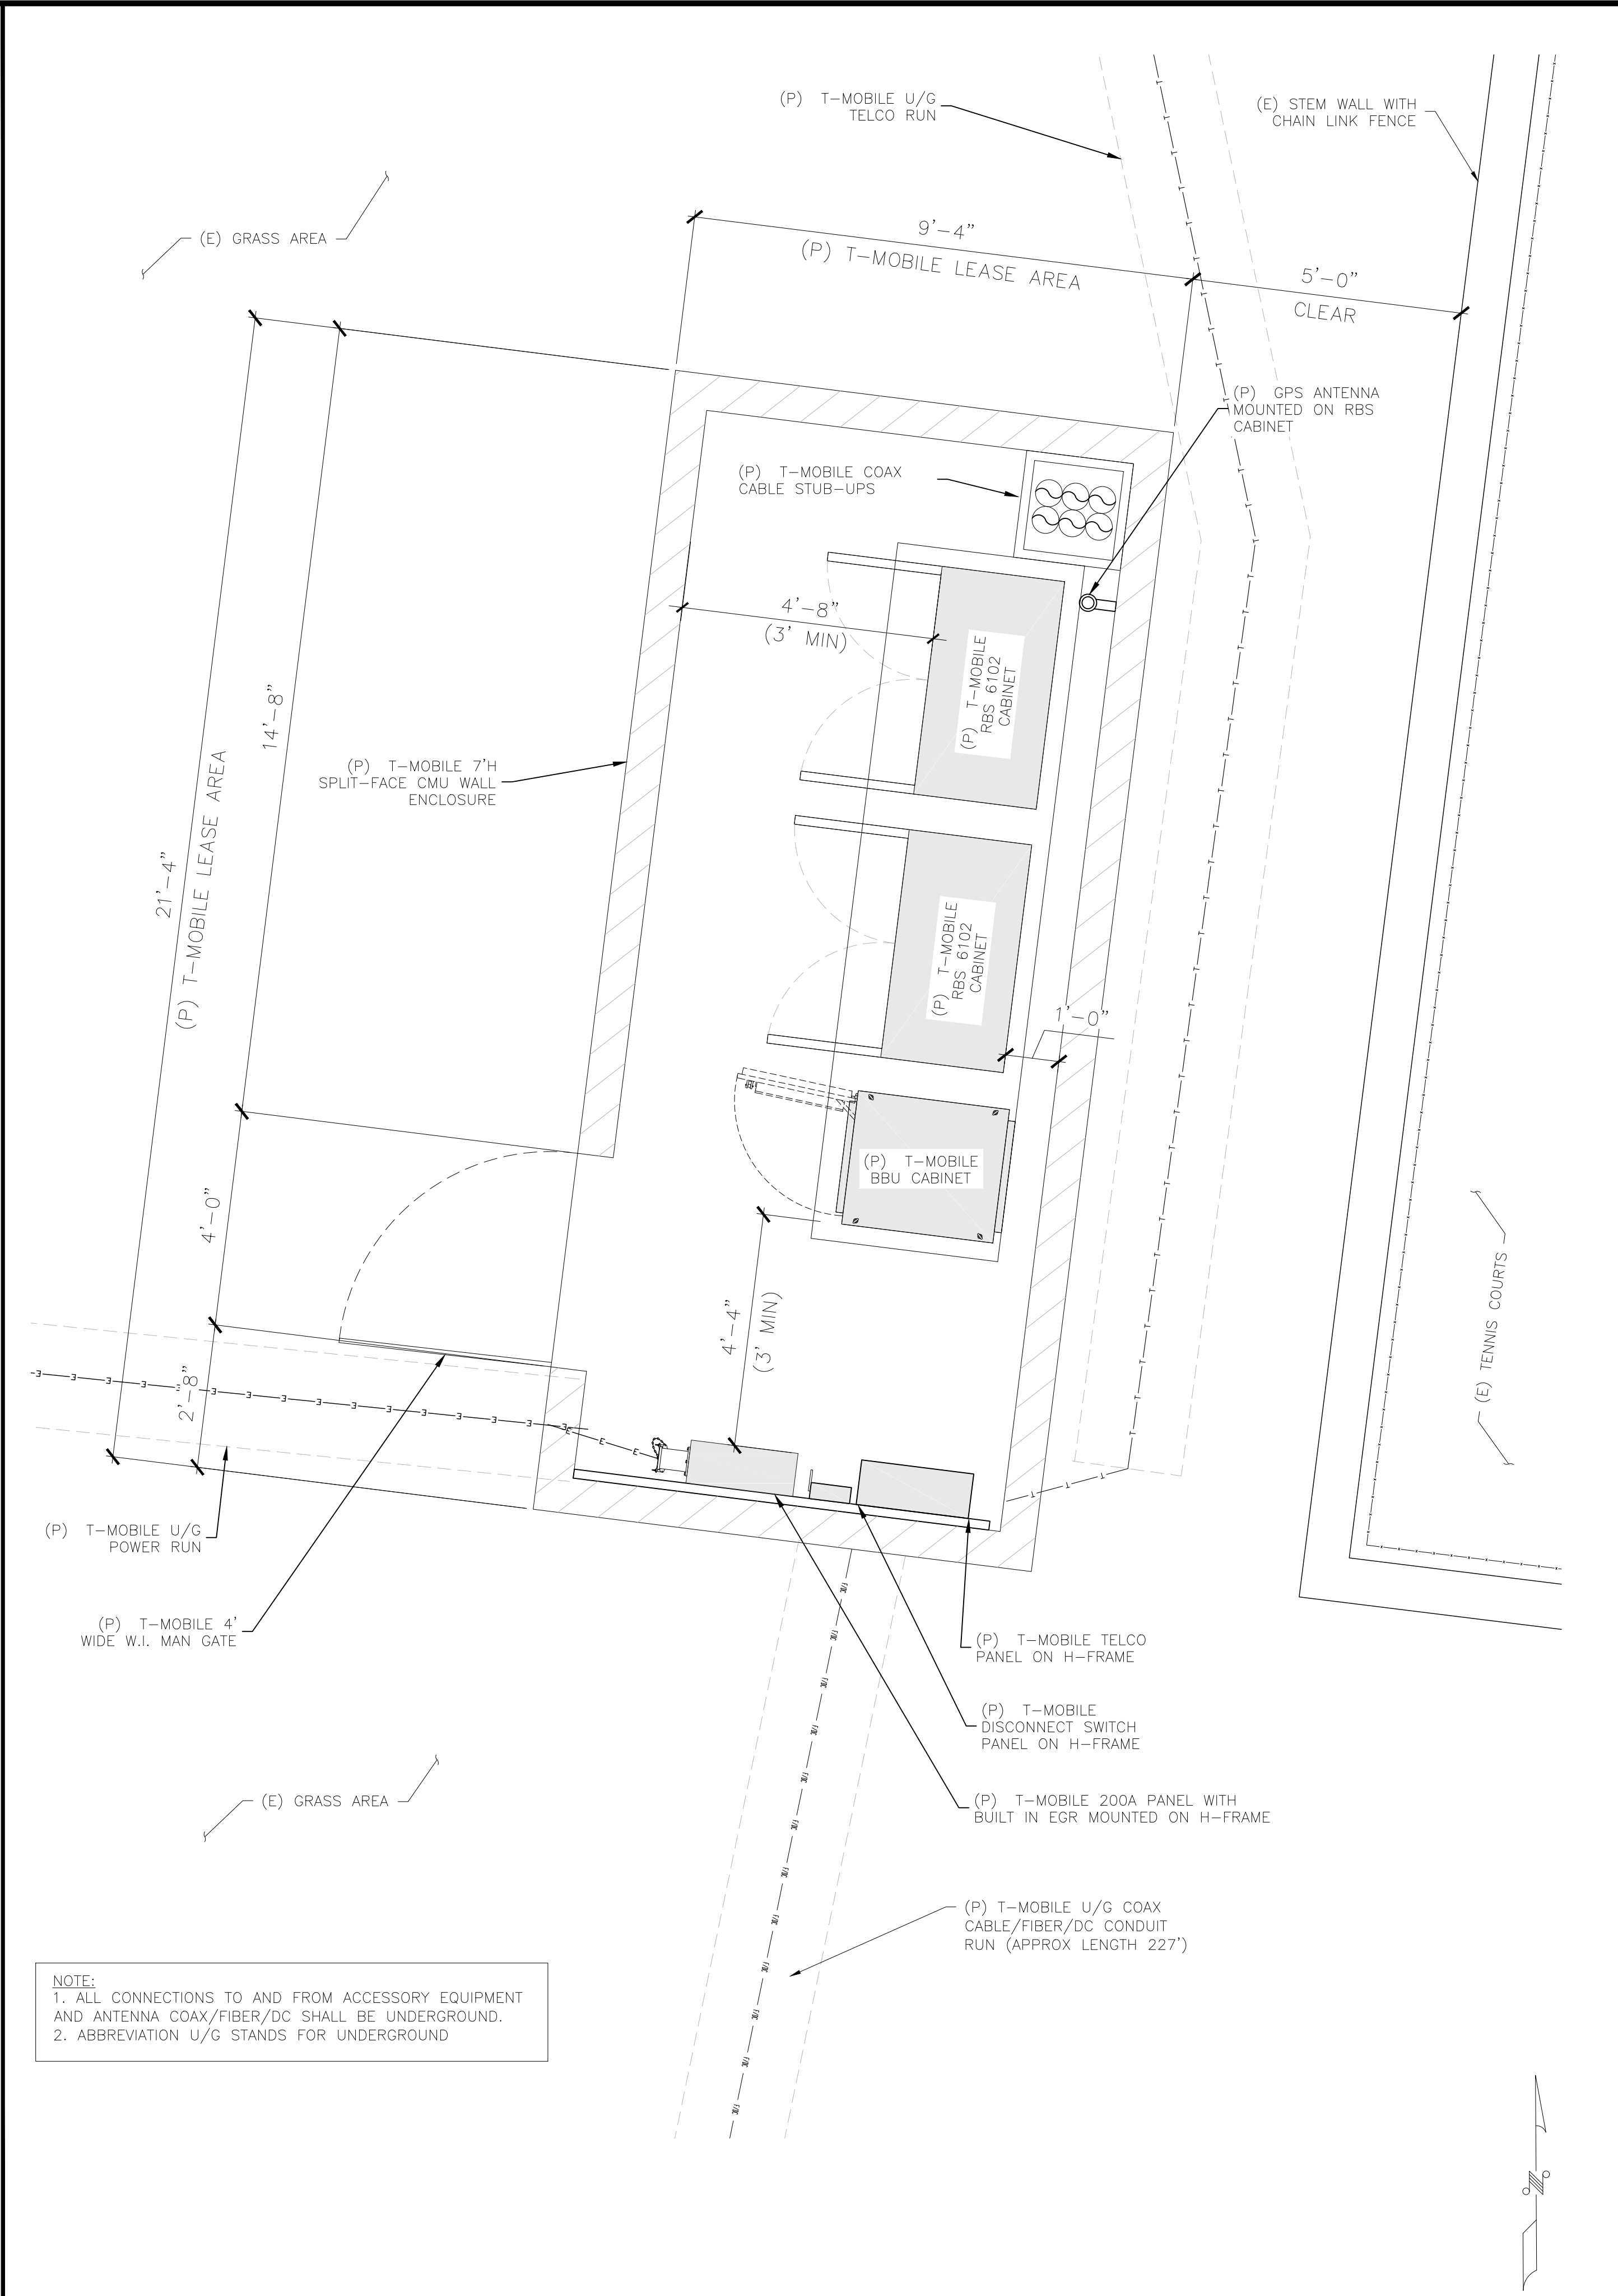 (P) T-MOBILE U/G
TELCO RUN
(E) STEM WALL WITH
CHAIN LINK FENCE
(E) GRASS AREA
9'-4"
(P) T-MOBILE LEASE AREA
5'-0"
CLEAR
(P) GPS ANTENNA
MOUNTED ON RBS
CABINET
(P) T-MOBILE COAX
CABLE STUB-UPS
4'-8"
(3' MIN)
(P) T-MOBILE
RBS 6102
CABINET
14'-8"
(P) T-MOBILE 7'H
SPLIT-FACE CMU WALL
ENCLOSURE
21'-4"
(P) T-MOBILE LEASE AREA
(P) T-MOBILE
RBS 6102
CABINET
1'-0"
(P) T-MOBILE
BBU CABINET
4'-0"
4'-4"
(3' MIN)
(E) TENNIS COURTS
2'-8"
(P) T-MOBILE U/G
POWER RUN
(P) T-MOBILE 4'
WIDE W.I. MAN GATE
(P) T-MOBILE TELCO
PANEL ON H-FRAME
(P) T-MOBILE
DISCONNECT SWITCH
PANEL ON H-FRAME
(P) T-MOBILE 200A PANEL WITH
BUILT IN EGR MOUNTED ON H-FRAME
(E) GRASS AREA
(P) T-MOBILE U/G COAX
CABLE/FIBER/DC CONDUIT
RUN (APPROX LENGTH 227')
NOTE:
1. ALL CONNECTIONS TO AND FROM ACCESSORY EQUIPMENT
AND ANTENNA COAX/FIBER/DC SHALL BE UNDERGROUND.
2. ABBREVIATION U/G STANDS FOR UNDERGROUND
N